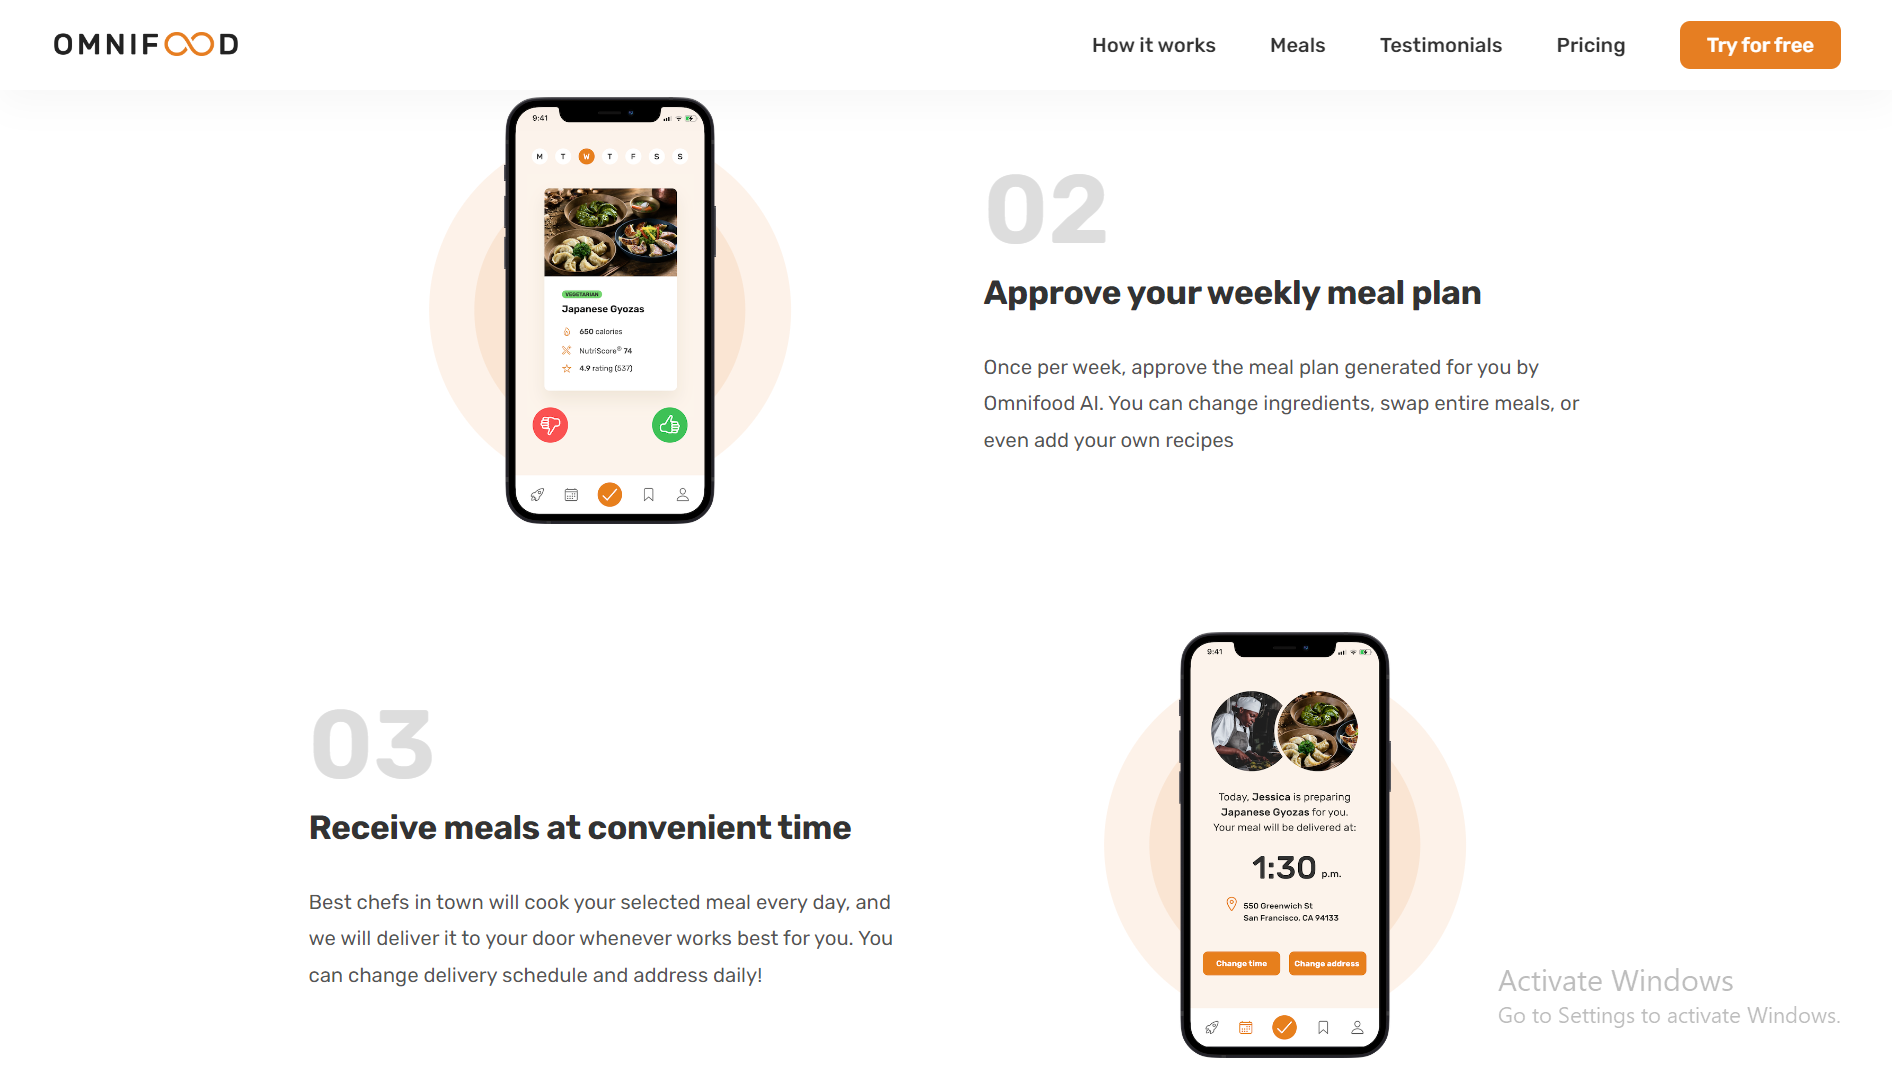 OMNIFOOD
How it works
Meals
Testimonials
Pricing
Try for free
9:41
M T W T F S S
VEGETARIAN
Japanese Gyozas
650 calories
NutriScore® 74
4.9 rating (537)
02
Approve your weekly meal plan
Once per week, approve the meal plan generated for you by
Omnifood AI. You can change ingredients, swap entire meals, or
even add your own recipes
03
Receive meals at convenient time
Best chefs in town will cook your selected meal every day, and
we will deliver it to your door whenever works best for you. You
can change delivery schedule and address daily!
9:41
Today, Jessica is preparing
Japanese Gyozas for you.
Your meal will be delivered at:
1:30 p.m.
550 Greenwich St
San Francisco, CA 94133
Change time
Change address
Activate Windows
Go to Settings to activate Windows.